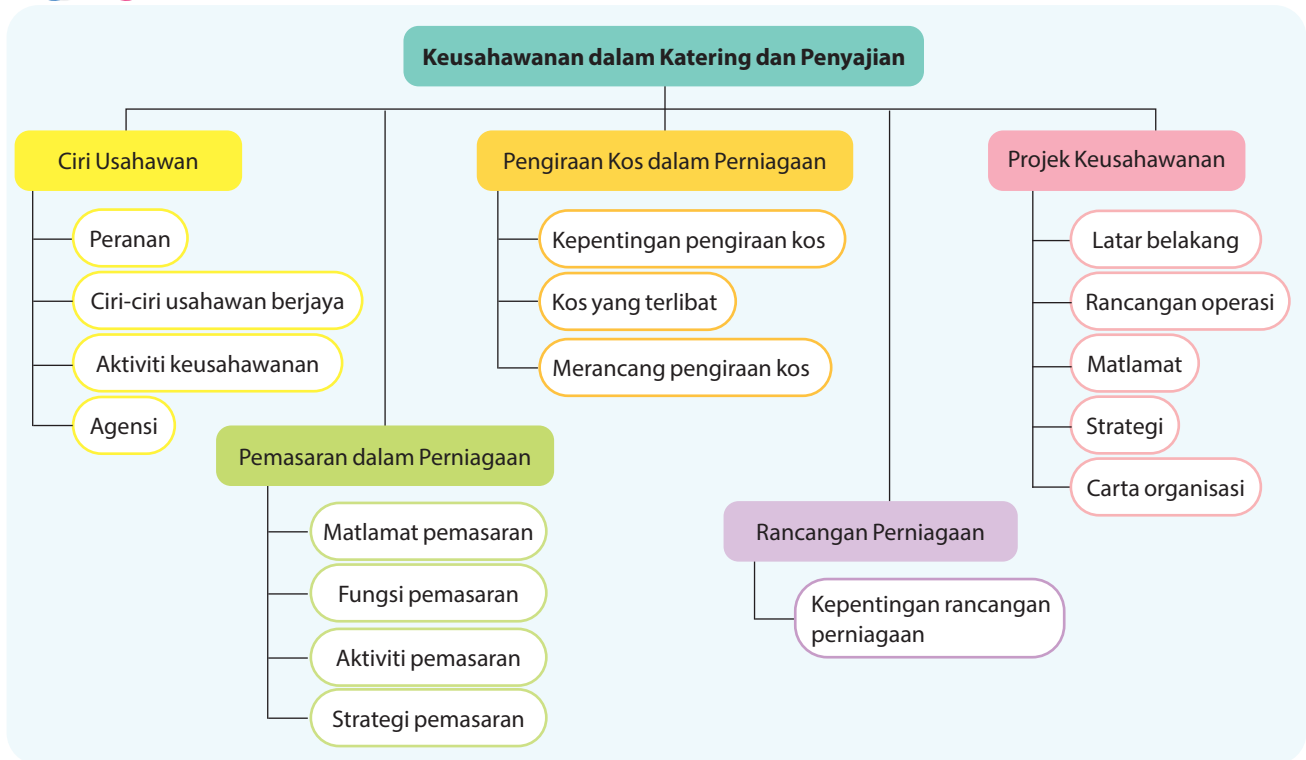 Keusahawanan dalam Katering dan Penyajian
Ciri Usahawan
Peranan
Ciri-ciri usahawan berjaya
Aktiviti keusahawanan
Agensi
Pemasaran dalam Perniagaan
Matlamat pemasaran
Fungsi pemasaran
Aktiviti pemasaran
Strategi pemasaran
Pengiraan Kos dalam Perniagaan
Kepentingan pengiraan kos
Kos yang terlibat
Merancang pengiraan kos
Rancangan Perniagaan
Kepentingan rancangan
perniagaan
Projek Keusahawanan
Latar belakang
Rancangan operasi
Matlamat
Strategi
Carta organisasi